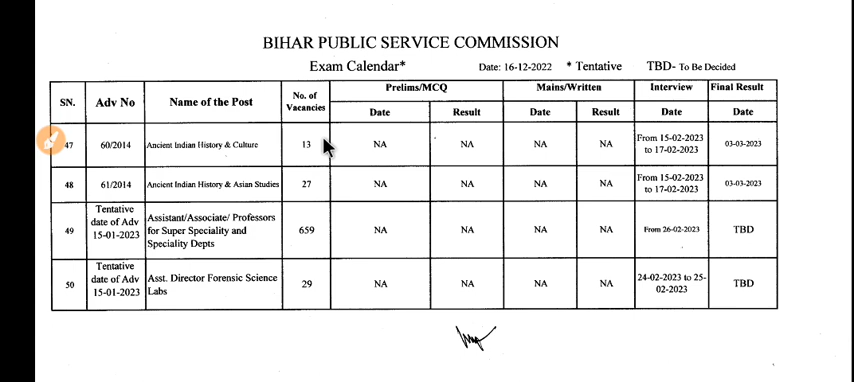 BIHAR PUBLIC SERVICE COMMISSION
Exam Calendar* Date: 16-12-2022 * Tentative TBD- To Be Decided
SN. Adv No Name of the Post No. of Vacancies Prelims/MCQ Mains/Written Interview Final Result
Date Result Date Result Date Date
47 60/2014 Ancient Indian History & Culture 13 NA NA NA NA From 15-02-2023 to 17-02-2023 03-03-2023
48 61/2014 Ancient Indian History & Asian Studies 27 NA NA NA NA From 15-02-2023 to 17-02-2023 03-03-2023
49 Tentative date of Adv 15-01-2023 Assistant/Associate/ Professors for Super Speciality and Speciality Depts 659 NA NA NA NA From 26-02-2023 TBD
50 Tentative date of Adv 15-01-2023 Asst. Director Forensic Science Labs 29 NA NA NA NA 24-02-2023 to 25-02-2023 TBD